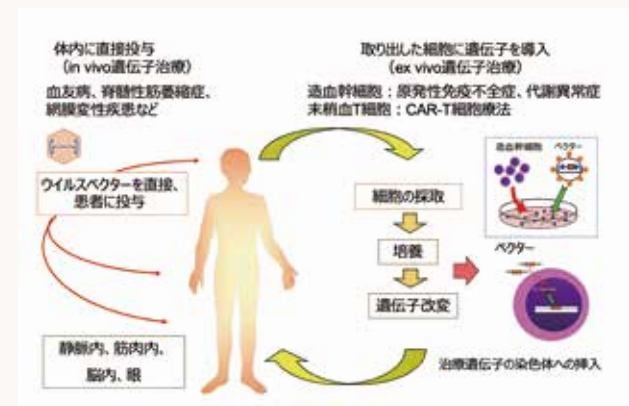 体内に直接投与
(in vivo遺伝子治療)
血友病、脊髄性筋萎縮症、
網膜変性疾患など
ウイルスベクターを直接、
患者に投与
静脈内、筋肉内、
脳内、眼
取り出した細胞に遺伝子を導入
(ex vivo遺伝子治療)
造血幹細胞：原発性免疫不全症、代謝異常症
末梢血T細胞：CAR-T細胞療法
細胞の採取
培養
遺伝子改変
造血幹細胞
ベクター
ベクター
治療遺伝子の染色体への挿入